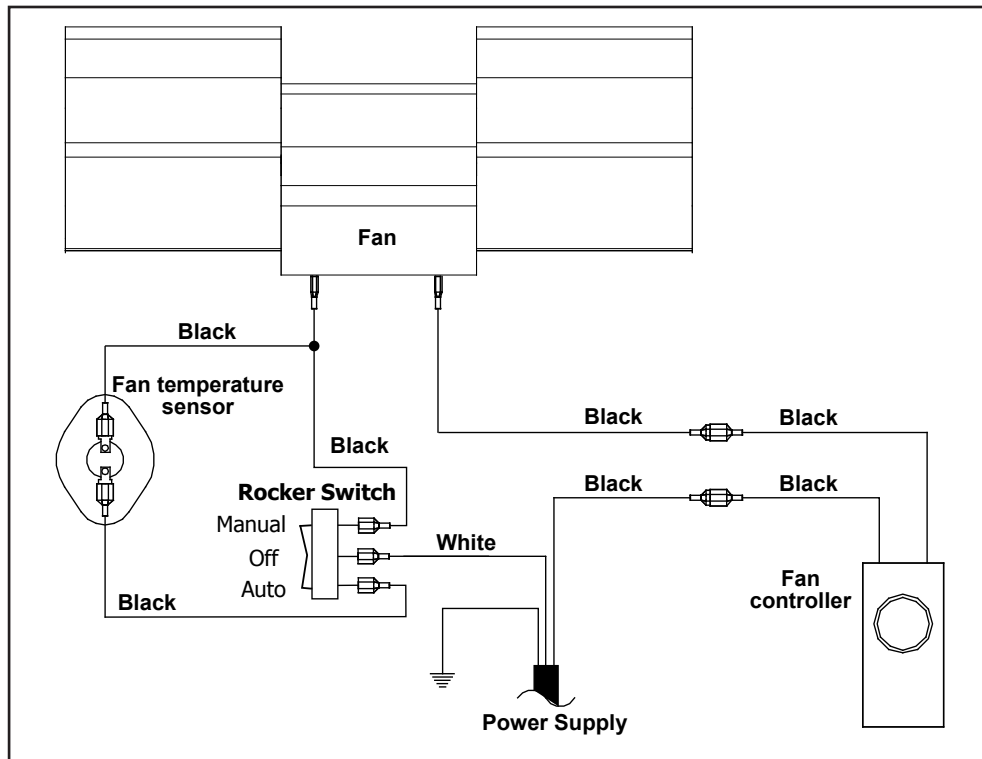 Fan
Black
Fan temperature
sensor
Black
Black
Black
Rocker Switch
Black
Black
Manual
White
Off
Auto
Fan
controller
Black
Power Supply